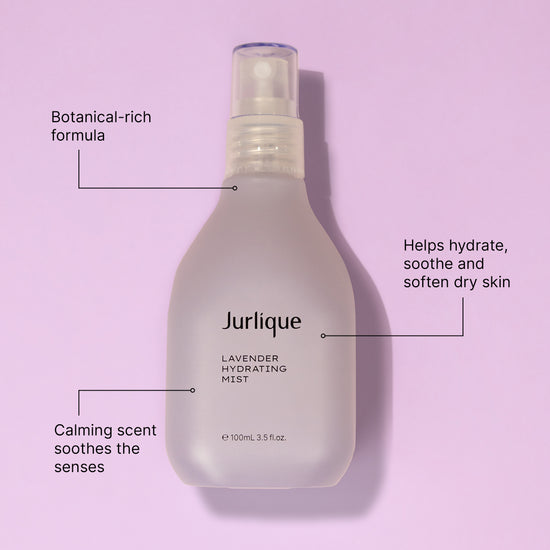 Botanical-rich
formula
Helps hydrate,
soothe and
soften dry skin
Jurlique
LAVENDER
HYDRATING
MIST
Calming scent
soothes the
senses
℮ 100mL 3.5 fl.oz.